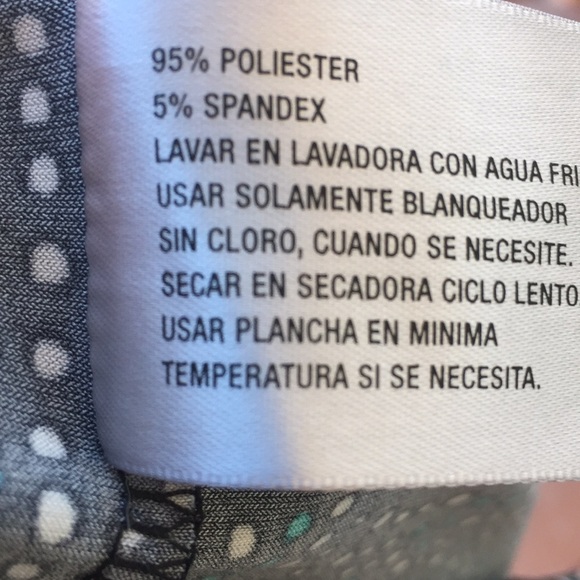 95% POLIESTER
5% SPANDEX
LAVAR EN LAVADORA CON AGUA FRI
USAR SOLAMENTE BLANQUEADOR
SIN CLORO, CUANDO SE NECESITE.
SECAR EN SECADORA CICLO LENTO
USAR PLANCHA EN MINIMA
TEMPERATURA SI SE NECESITA.